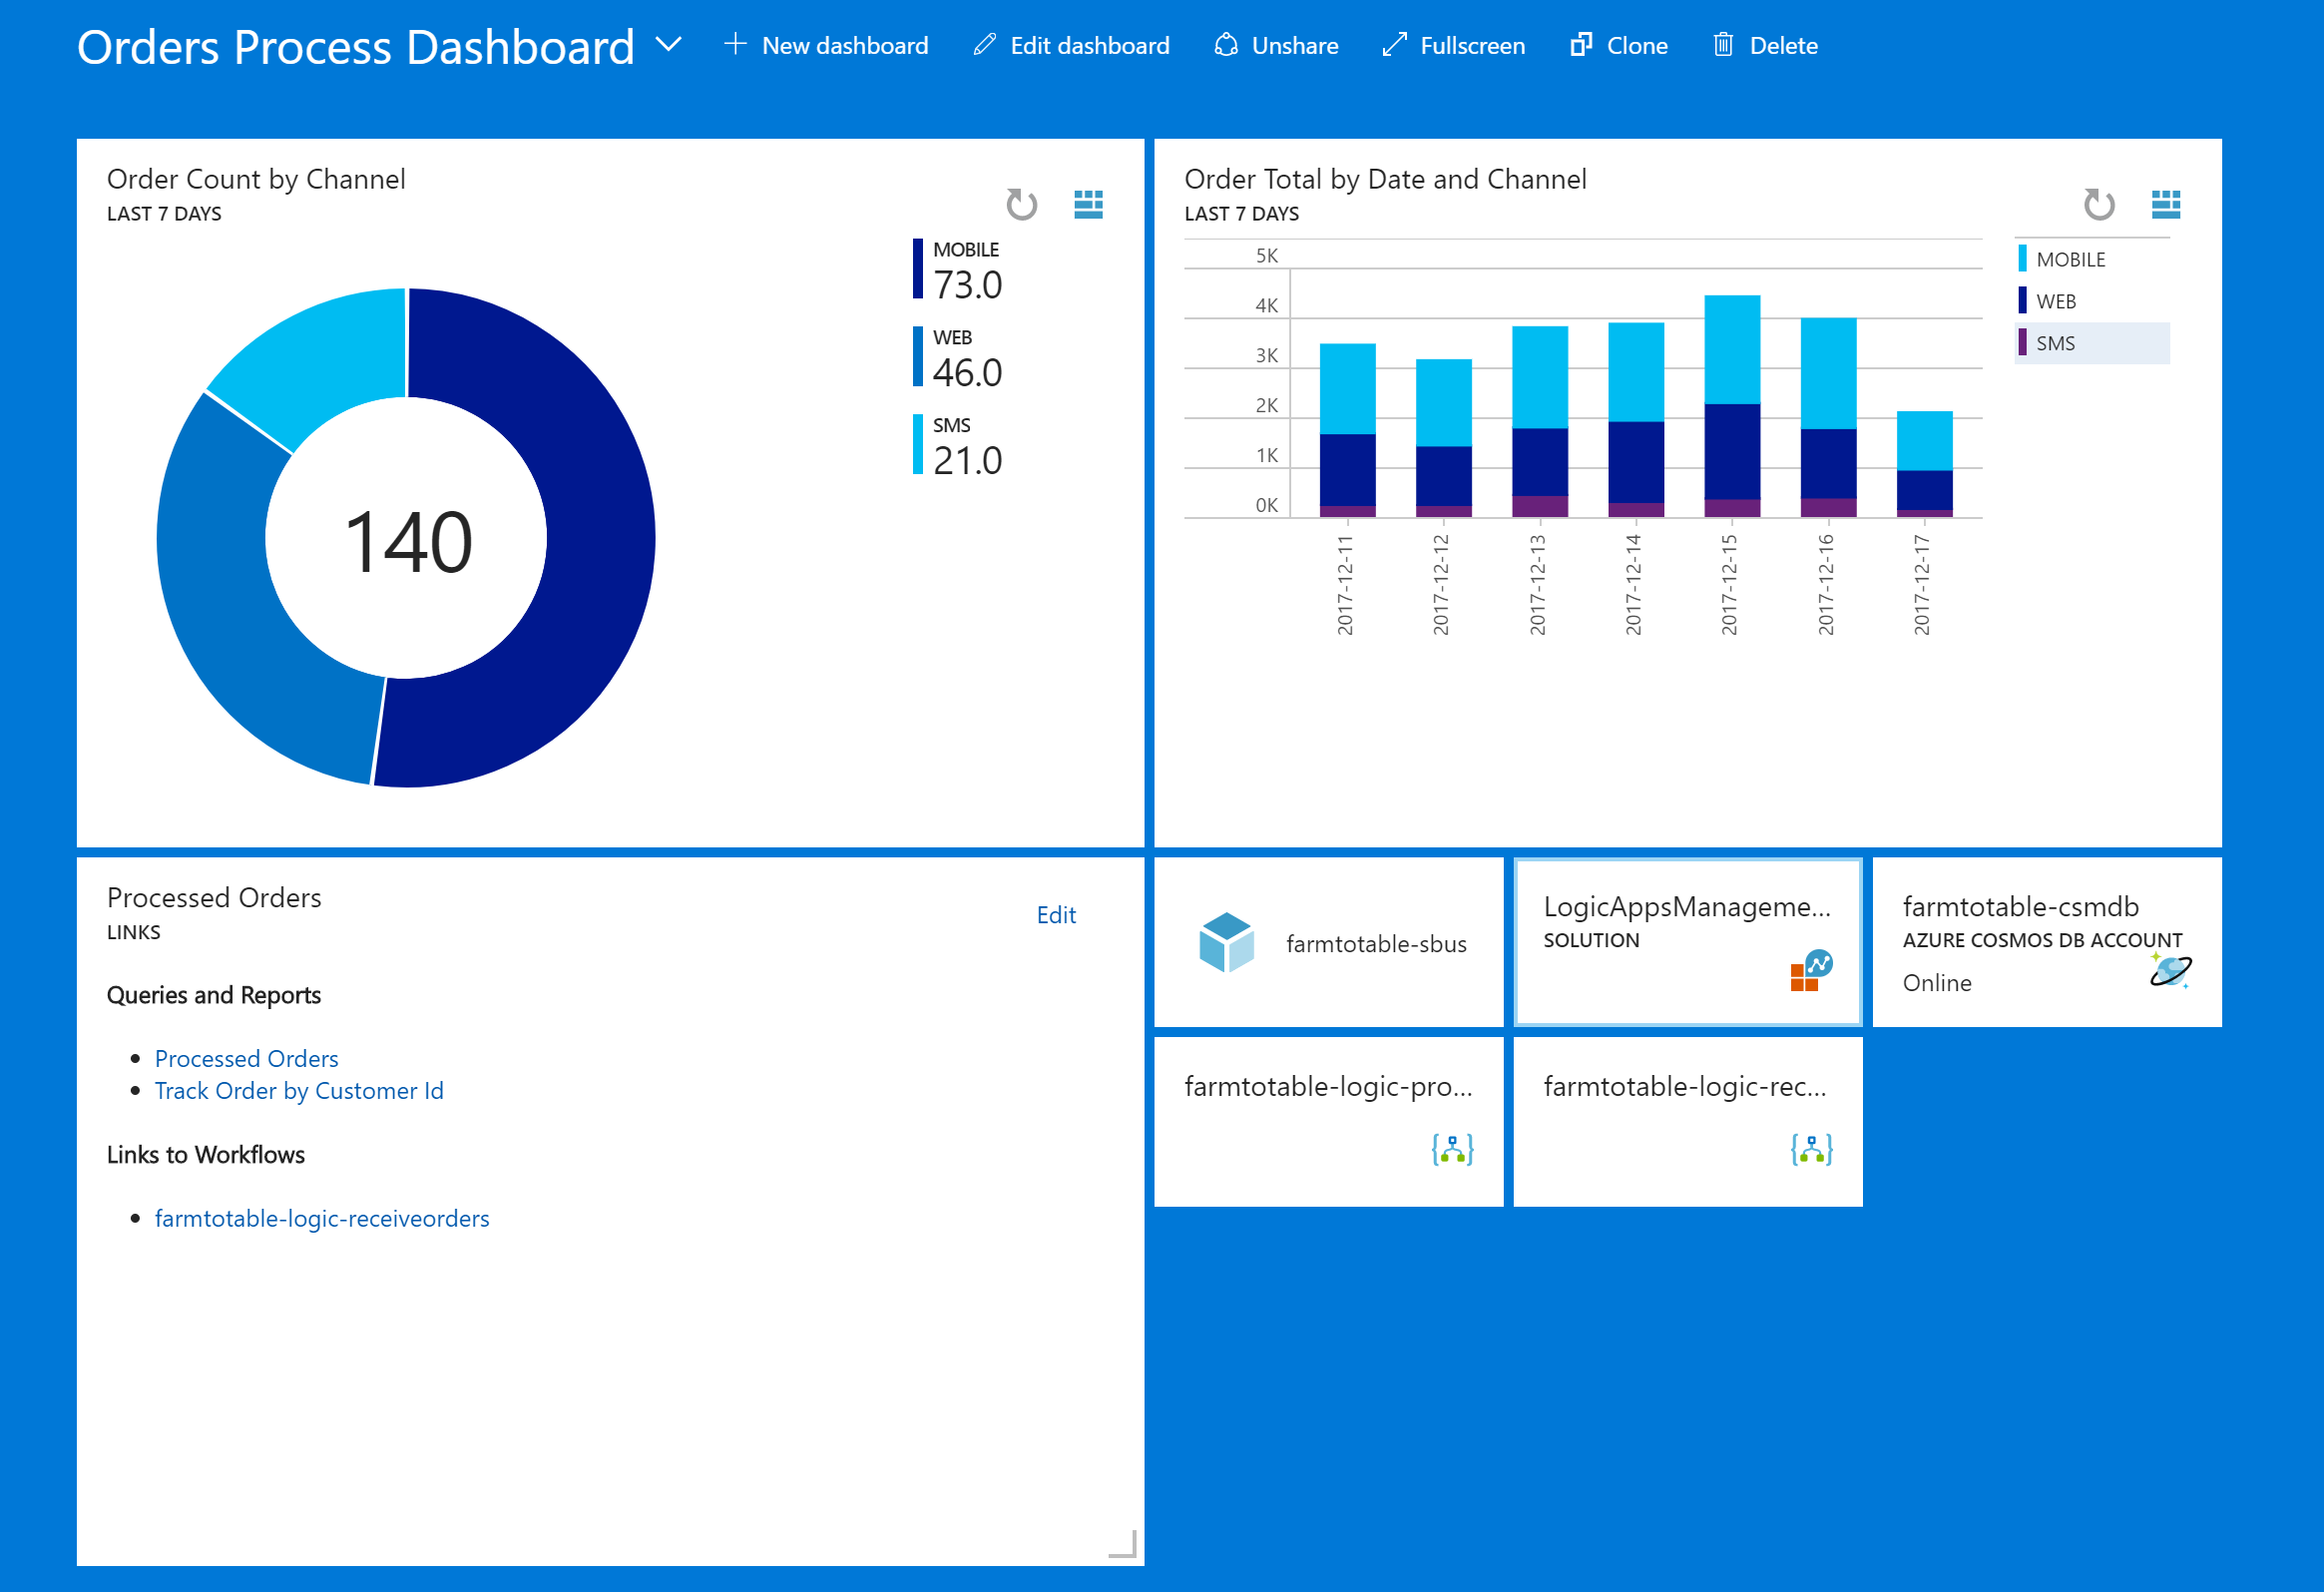 Orders Process Dashboard
New dashboard
Edit dashboard
Unshare
Fullscreen
Clone
Delete
Order Count by Channel
LAST 7 DAYS
MOBILE
73.0
WEB
46.0
SMS
21.0
140
Order Total by Date and Channel
LAST 7 DAYS
5K
4K
3K
2K
1K
0K
2017-12-11
2017-12-12
2017-12-13
2017-12-14
2017-12-15
2017-12-16
2017-12-17
MOBILE
WEB
SMS
Processed Orders
LINKS
Edit
Queries and Reports
Processed Orders
Track Order by Customer Id
Links to Workflows
farmtotable-logic-receiveorders
farmtotable-sbus
LogicAppsManageme...
SOLUTION
farmtotable-csmdb
AZURE COSMOS DB ACCOUNT
Online
farmtotable-logic-pro...
farmtotable-logic-rec...